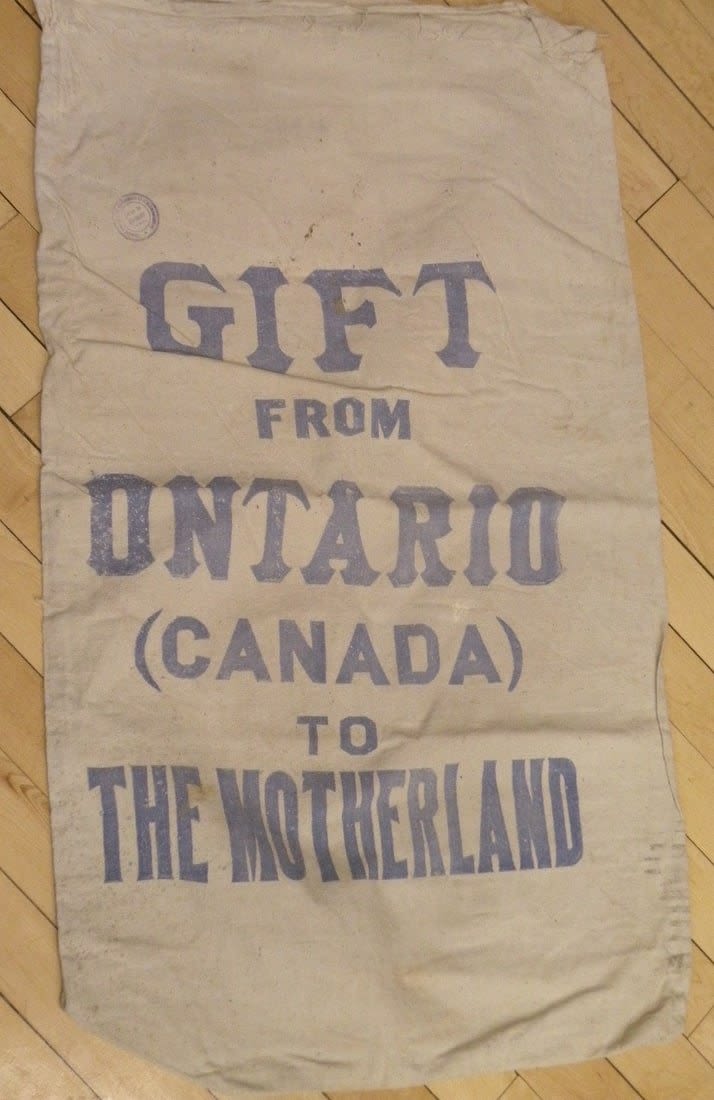 GIFT
FROM
ONTARIO
(CANADA)
TO
THE MOTHERLAND